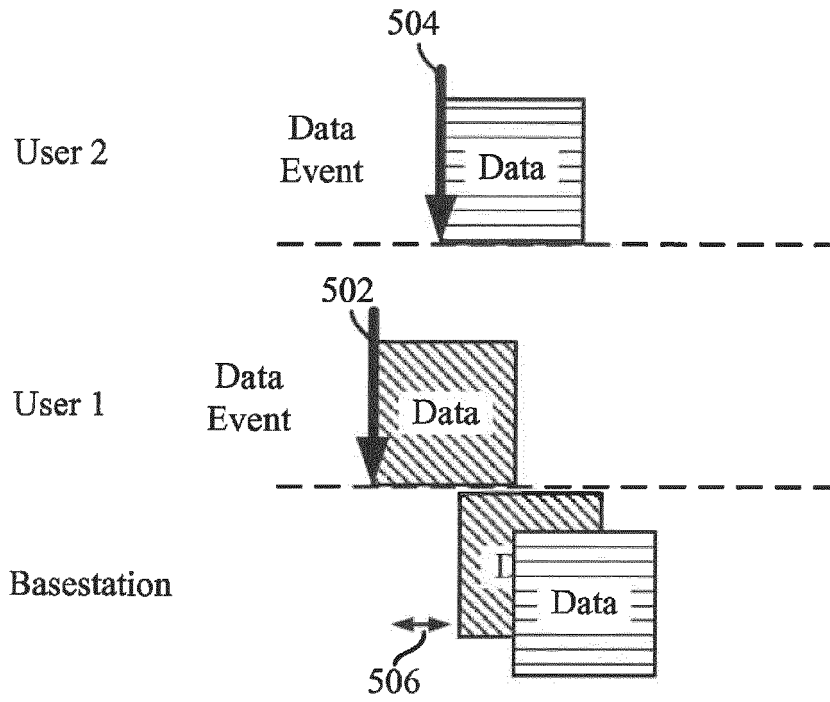 504
User 2
Data
Event
Data
502
User 1
Data
Event
Data
D
Basestation
Data
506